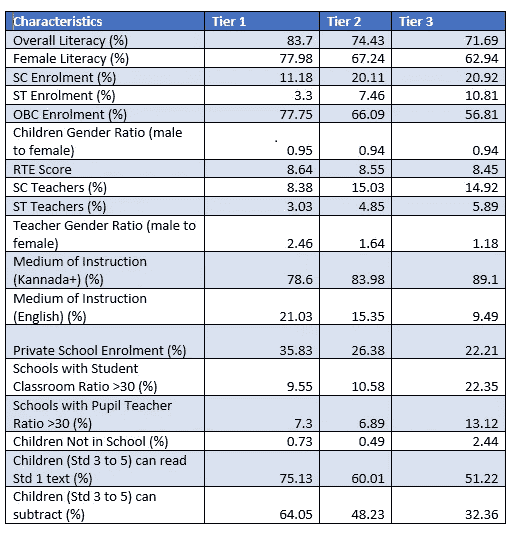 Characteristics Tier 1 Tier 2 Tier 3
Overall Literacy (%) 83.7 74.43 71.69
Female Literacy (%) 77.98 67.24 62.94
SC Enrolment (%) 11.18 20.11 20.92
ST Enrolment (%) 3.3 7.46 10.81
OBC Enrolment (%) 77.75 66.09 56.81
Children Gender Ratio (male
to female) 0.95 0.94 0.94
RTE Score 8.64 8.55 8.45
SC Teachers (%) 8.38 15.03 14.92
ST Teachers (%) 3.03 4.85 5.89
Teacher Gender Ratio (male to
female) 2.46 1.64 1.18
Medium of Instruction
(Kannada+) (%) 78.6 83.98 89.1
Medium of Instruction
(English) (%) 21.03 15.35 9.49
Private School Enrolment (%) 35.83 26.38 22.21
Schools with Student
Classroom Ratio >30 (%) 9.55 10.58 22.35
Schools with Pupil Teacher
Ratio >30 (%) 7.3 6.89 13.12
Children Not in School (%) 0.73 0.49 2.44
Children (Std 3 to 5) can read
Std 1 text (%) 75.13 60.01 51.22
Children (Std 3 to 5) can
subtract (%) 64.05 48.23 32.36